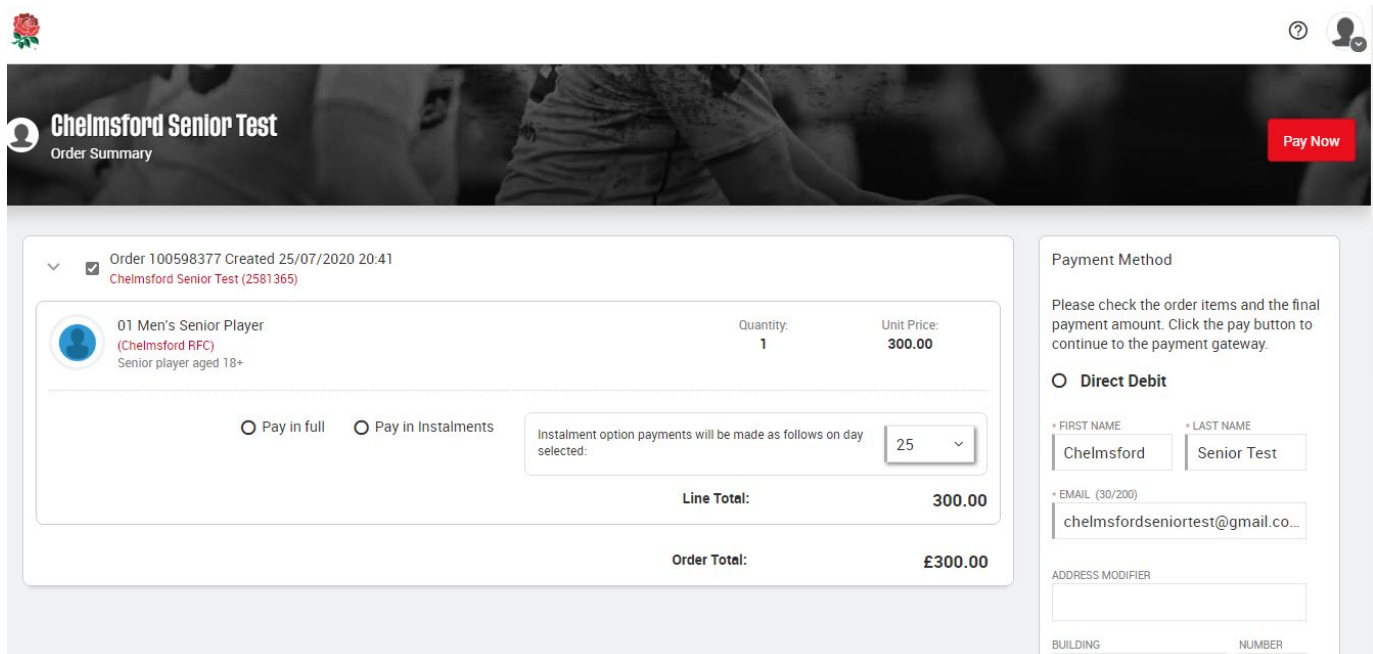 Chelmsford Senior Test
Order Summary
Pay Now
Order 100598377 Created 25/07/2020 20:41
Chelmsford Senior Test (2581365)
01 Men's Senior Player
(Chelmsford RFC)
Senior player aged 18+
Quantity:
1
Unit Price:
300.00
Pay in full
Pay in Instalments
Instalment option payments will be made as follows on day
selected:
25
Line Total:
300.00
Order Total:
£300.00
Payment Method
Please check the order items and the final
payment amount. Click the pay button to
continue to the payment gateway.
Direct Debit
* FIRST NAME
* LAST NAME
Chelmsford
Senior Test
* EMAIL (30/200)
chelmsfordseniortest@gmail.co...
ADDRESS MODIFIER
BUILDING
NUMBER